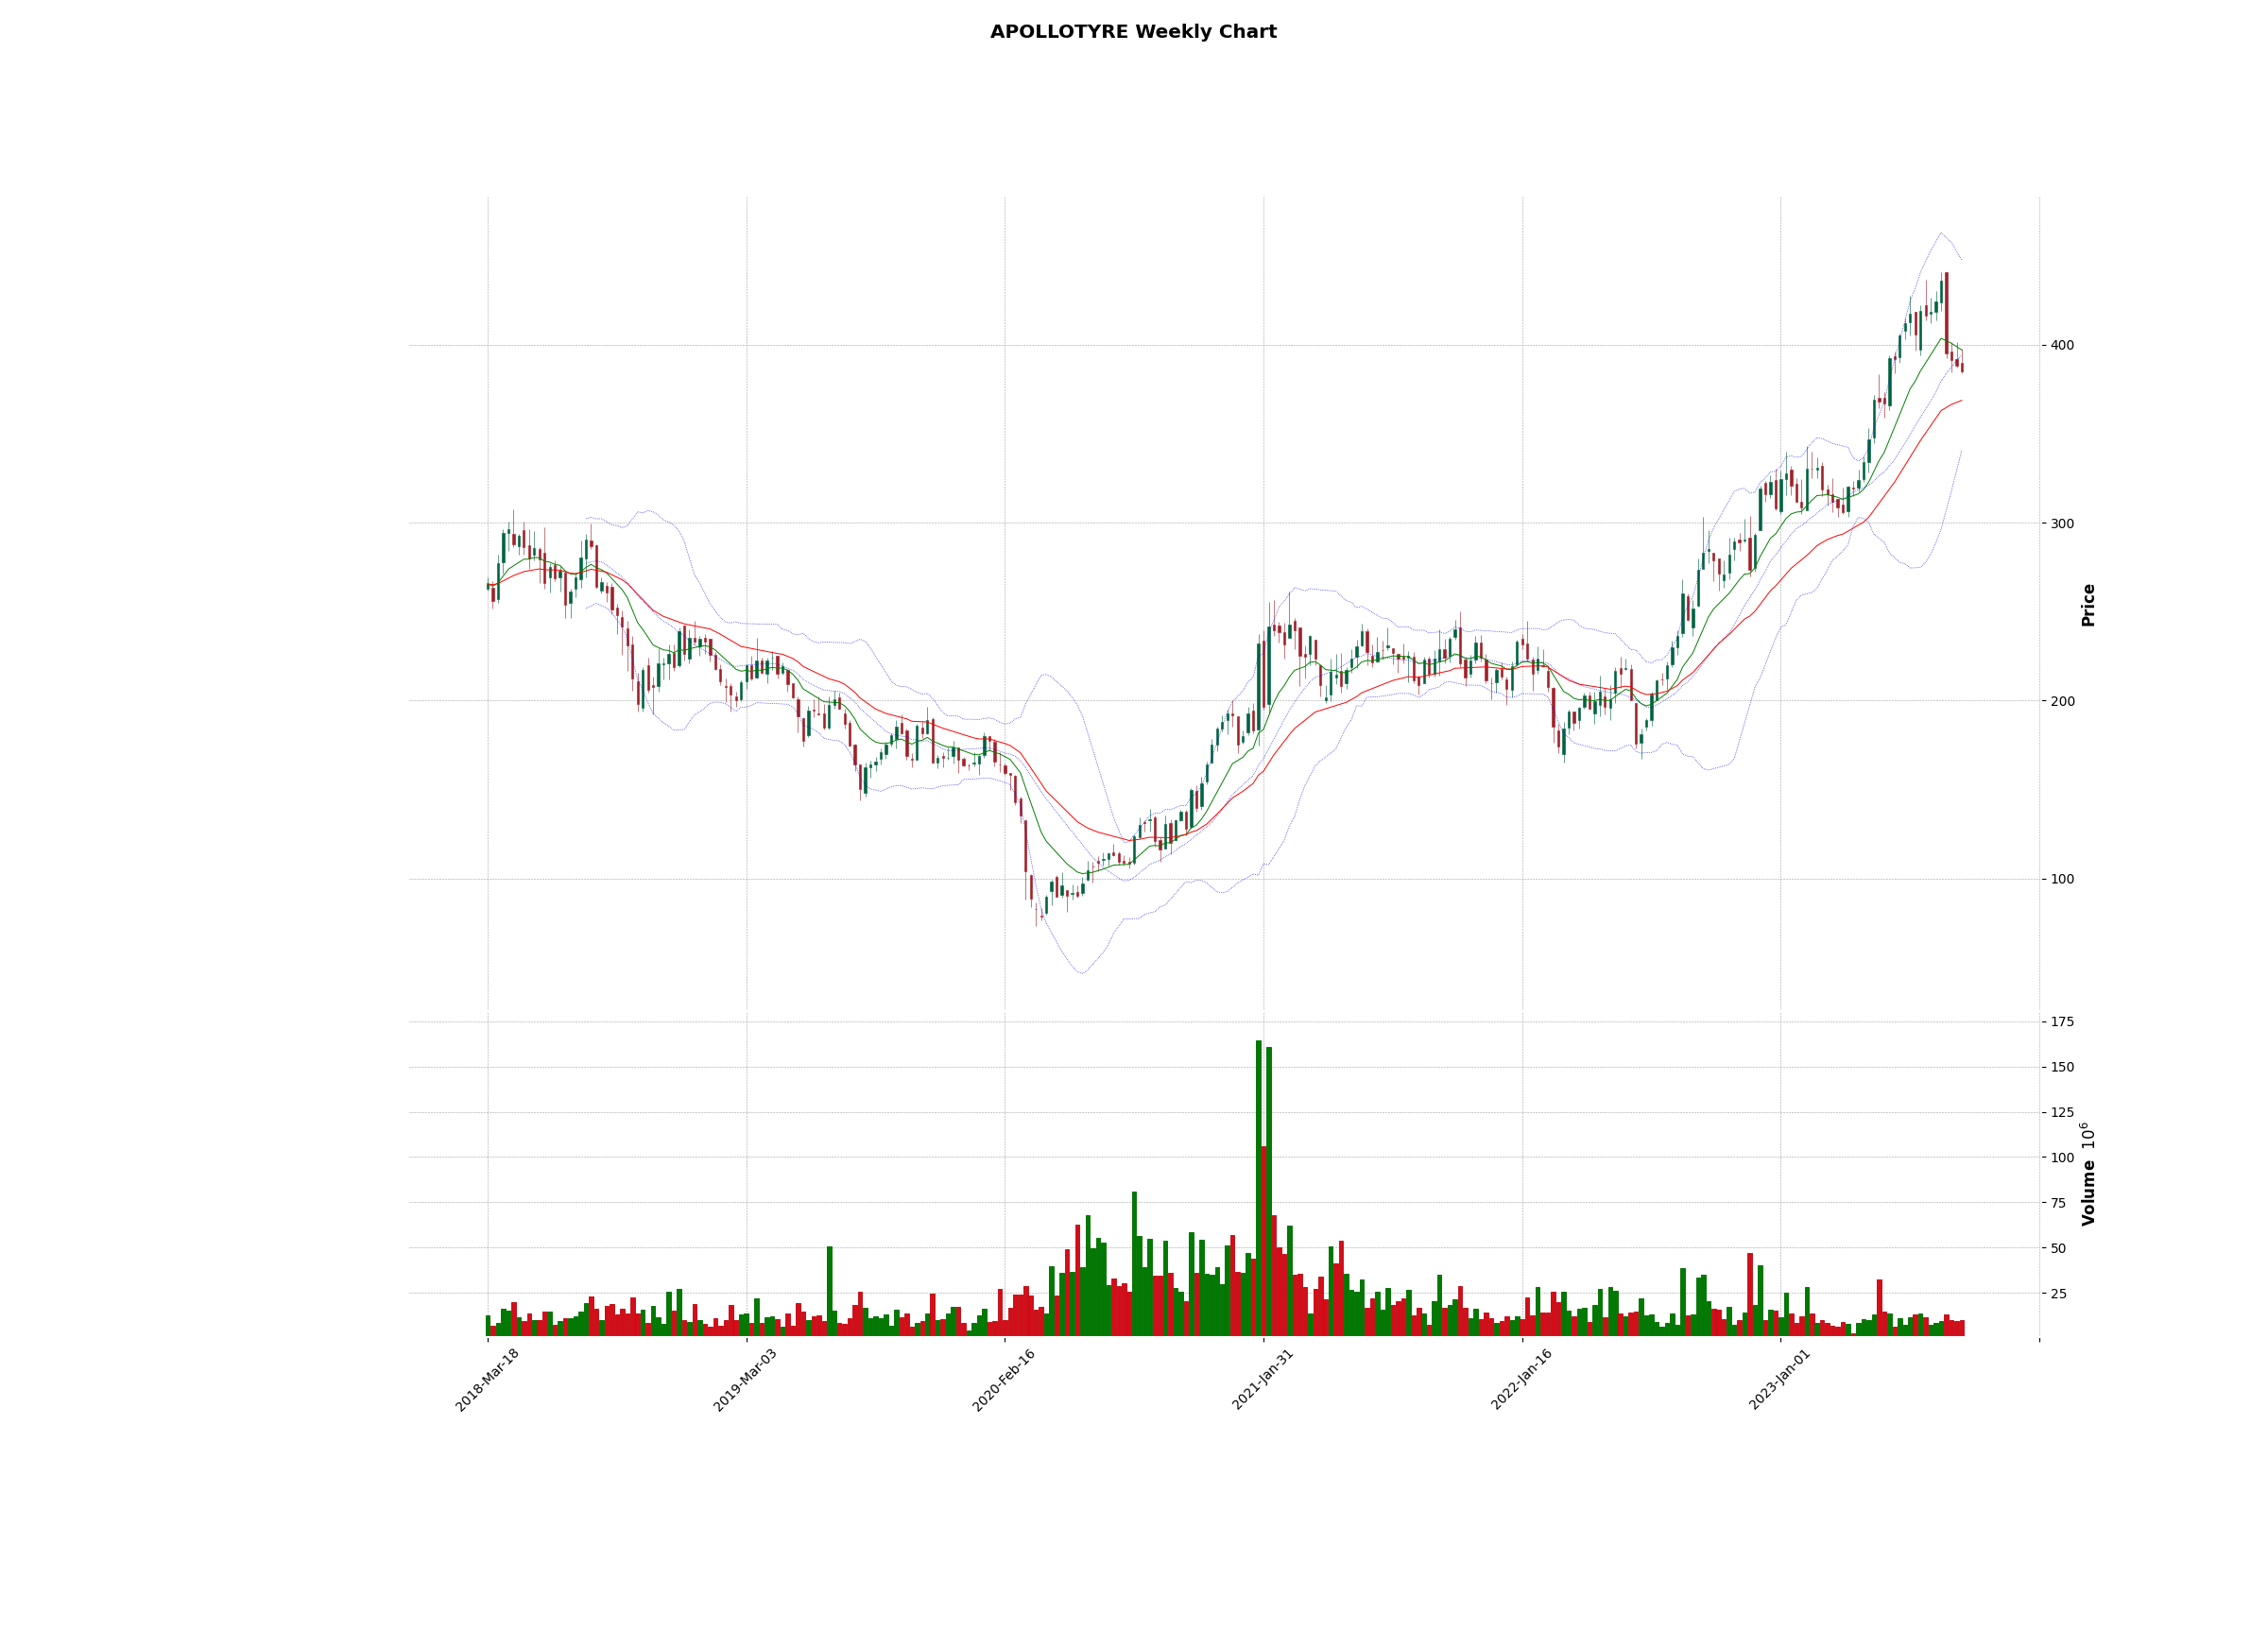 APOLLOTYRE Weekly Chart
400
300
200
100
Price
175
150
125
100
75
50
25
Volume 10^6
2018-Mar-18
2019-Mar-03
2020-Feb-16
2021-Jan-31
2022-Jan-16
2023-Jan-01